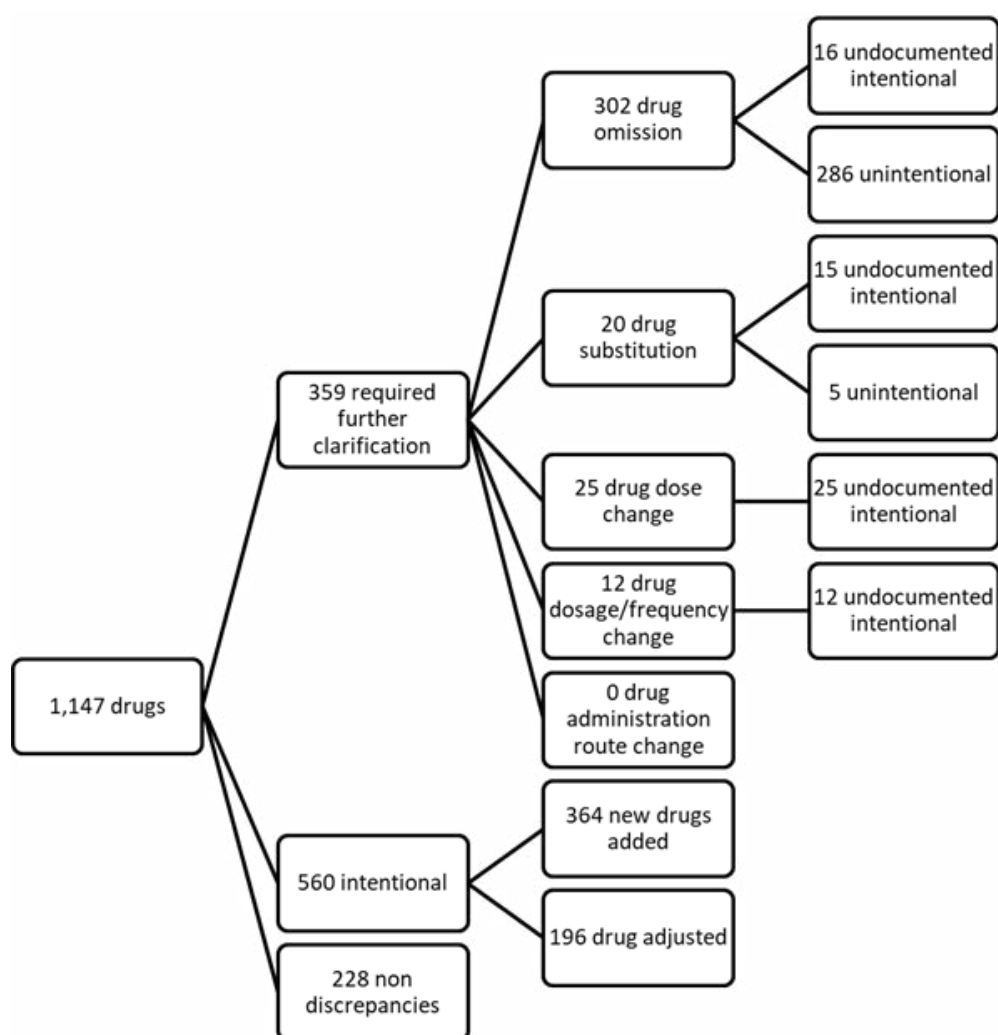 1,147 drugs
359 required
further
clarification
560 intentional
228 non
discrepancies
302 drug
omission
20 drug
substitution
25 drug dose
change
12 drug
dosage/frequency
change
0 drug
administration
route change
364 new drugs
added
196 drug adjusted
16 undocumented
intentional
286 unintentional
15 undocumented
intentional
5 unintentional
25 undocumented
intentional
12 undocumented
intentional